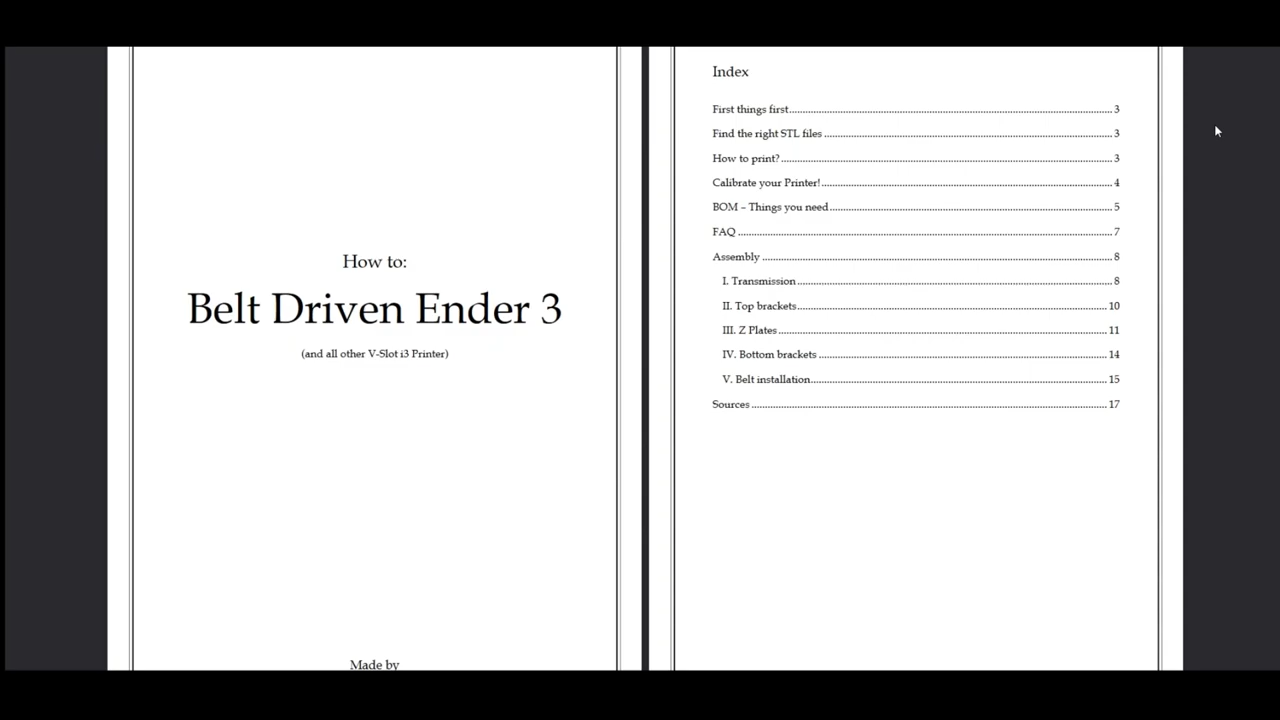 How to:
Belt Driven Ender 3
(and all other V-Slot i3 Printer)
Made by
Index
First things first 3
Find the right STL files 3
How to print? 3
Calibrate your Printer! 4
BOM – Things you need 5
FAQ 7
Assembly 8
I. Transmission 8
II. Top brackets 10
III. Z Plates 11
IV. Bottom brackets 14
V. Belt installation 15
Sources 17